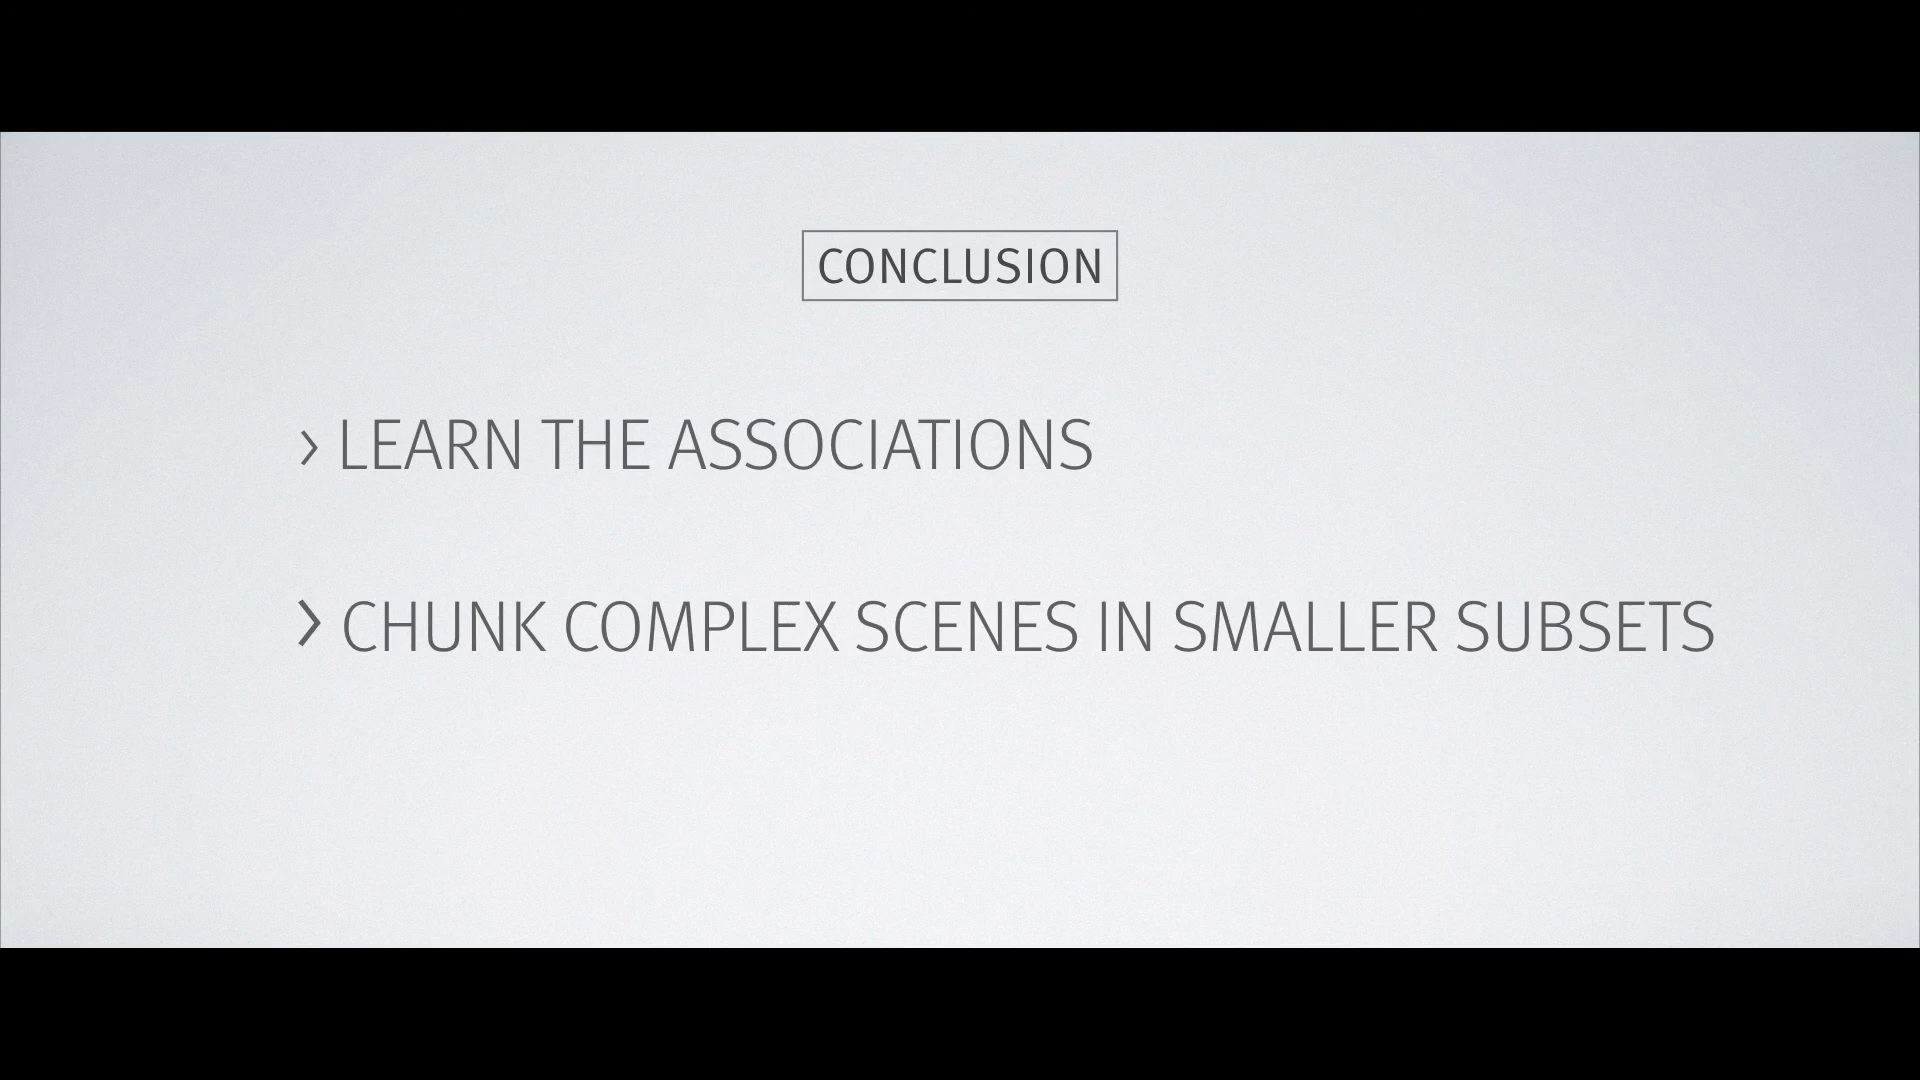 CONCLUSION
› LEARN THE ASSOCIATIONS
› CHUNK COMPLEX SCENES IN SMALLER SUBSETS